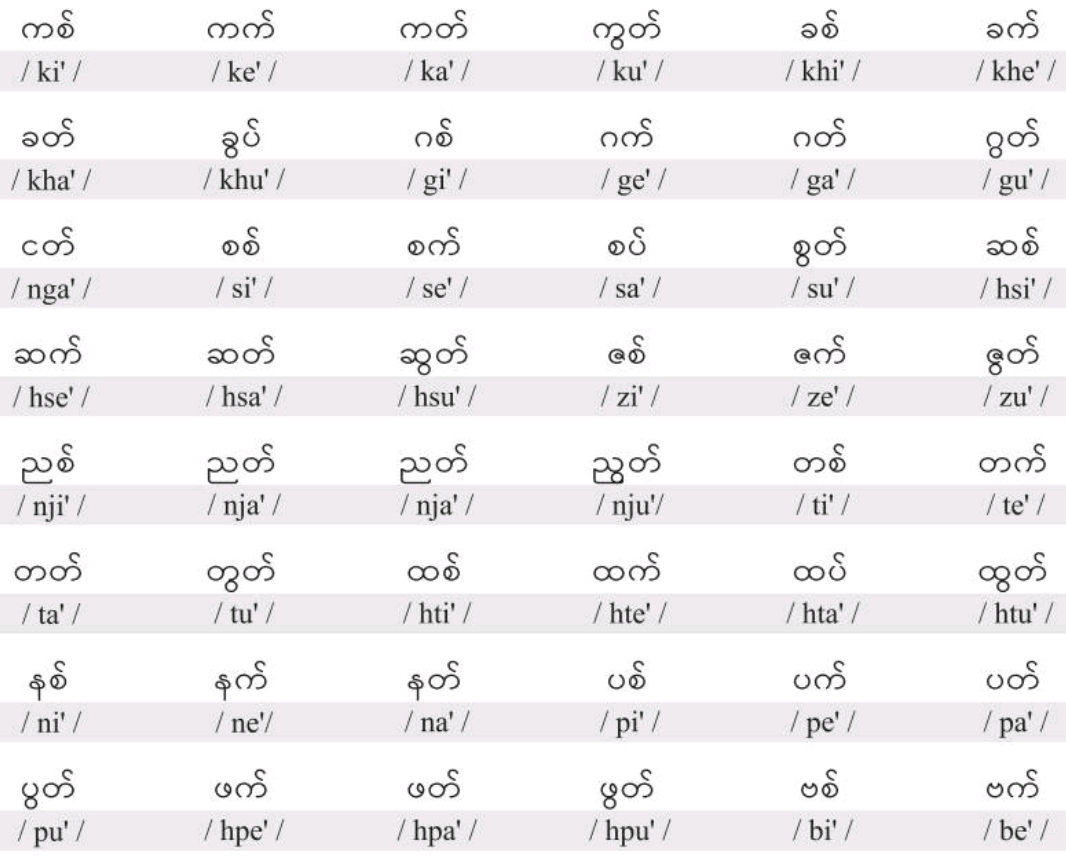 ကစ် ကက် ကတ် ကွတ် ခစ် ခက်
/ ki' / / ke' / / ka' / / ku' / / khi' / / khe' /
ခတ် ခွပ် ဂစ် ဂက် ဂတ် ဂွတ်
/ kha' / / khu' / / gi' / / ge' / / ga' / / gu' /
ငတ် စစ် စက် စပ် စွတ် ဆစ်
/ nga' / / si' / / se' / / sa' / / su' / / hsi' /
ဆက် ဆတ် ဆွတ် ဇစ် ဇက် ဇွတ်
/ hse' / / hsa' / / hsu' / / zi' / / ze' / / zu' /
ညစ် ညတ် ညတ် ညွတ် တစ် တက်
/ nji' / / nja' / / nja' / / nju'/ / ti' / / te' /
တတ် တွတ် ထစ် ထက် ထပ် ထွတ်
/ ta' / / tu' / / hti' / / hte' / / hta' / / htu' /
နစ် နက် နတ် ပစ် ပက် ပတ်
/ ni' / / ne'/ / na' / / pi' / / pe' / / pa' /
ပွတ် ဖက် ဖတ် ဖွတ် ဗစ် ဗက်
/ pu' / / hpe' / / hpa' / / hpu' / / bi' / / be' /